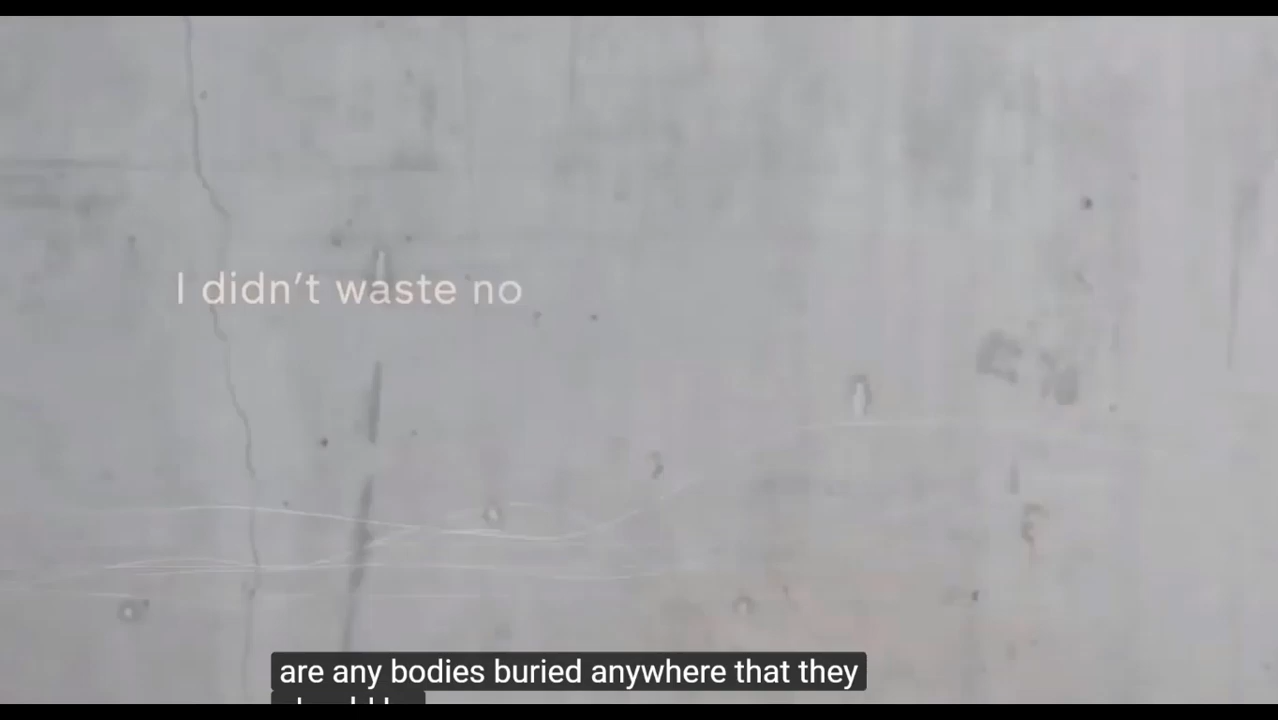 I didn't waste no
are any bodies buried anywhere that they